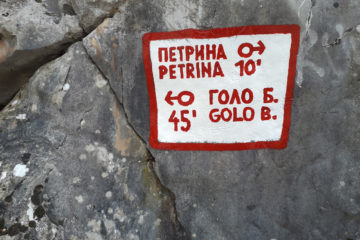 ПЕТРИНА
PETRINA 10'
ГОЛО Б.
45' GOLO B.